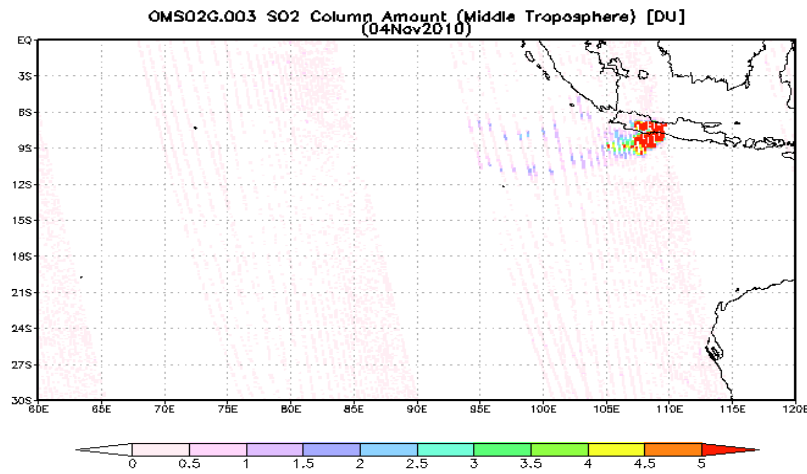 OMSO2G.003 SO2 Column Amount (Middle Troposphere) [DU]
(04Nov2010)
EQ
3S
6S
9S
12S
15S
18S
21S
24S
27S
30S
60E 65E 70E 75E 80E 85E 90E 95E 100E 105E 110E 115E 120E
0 0.5 1 1.5 2 2.5 3 3.5 4 4.5 5